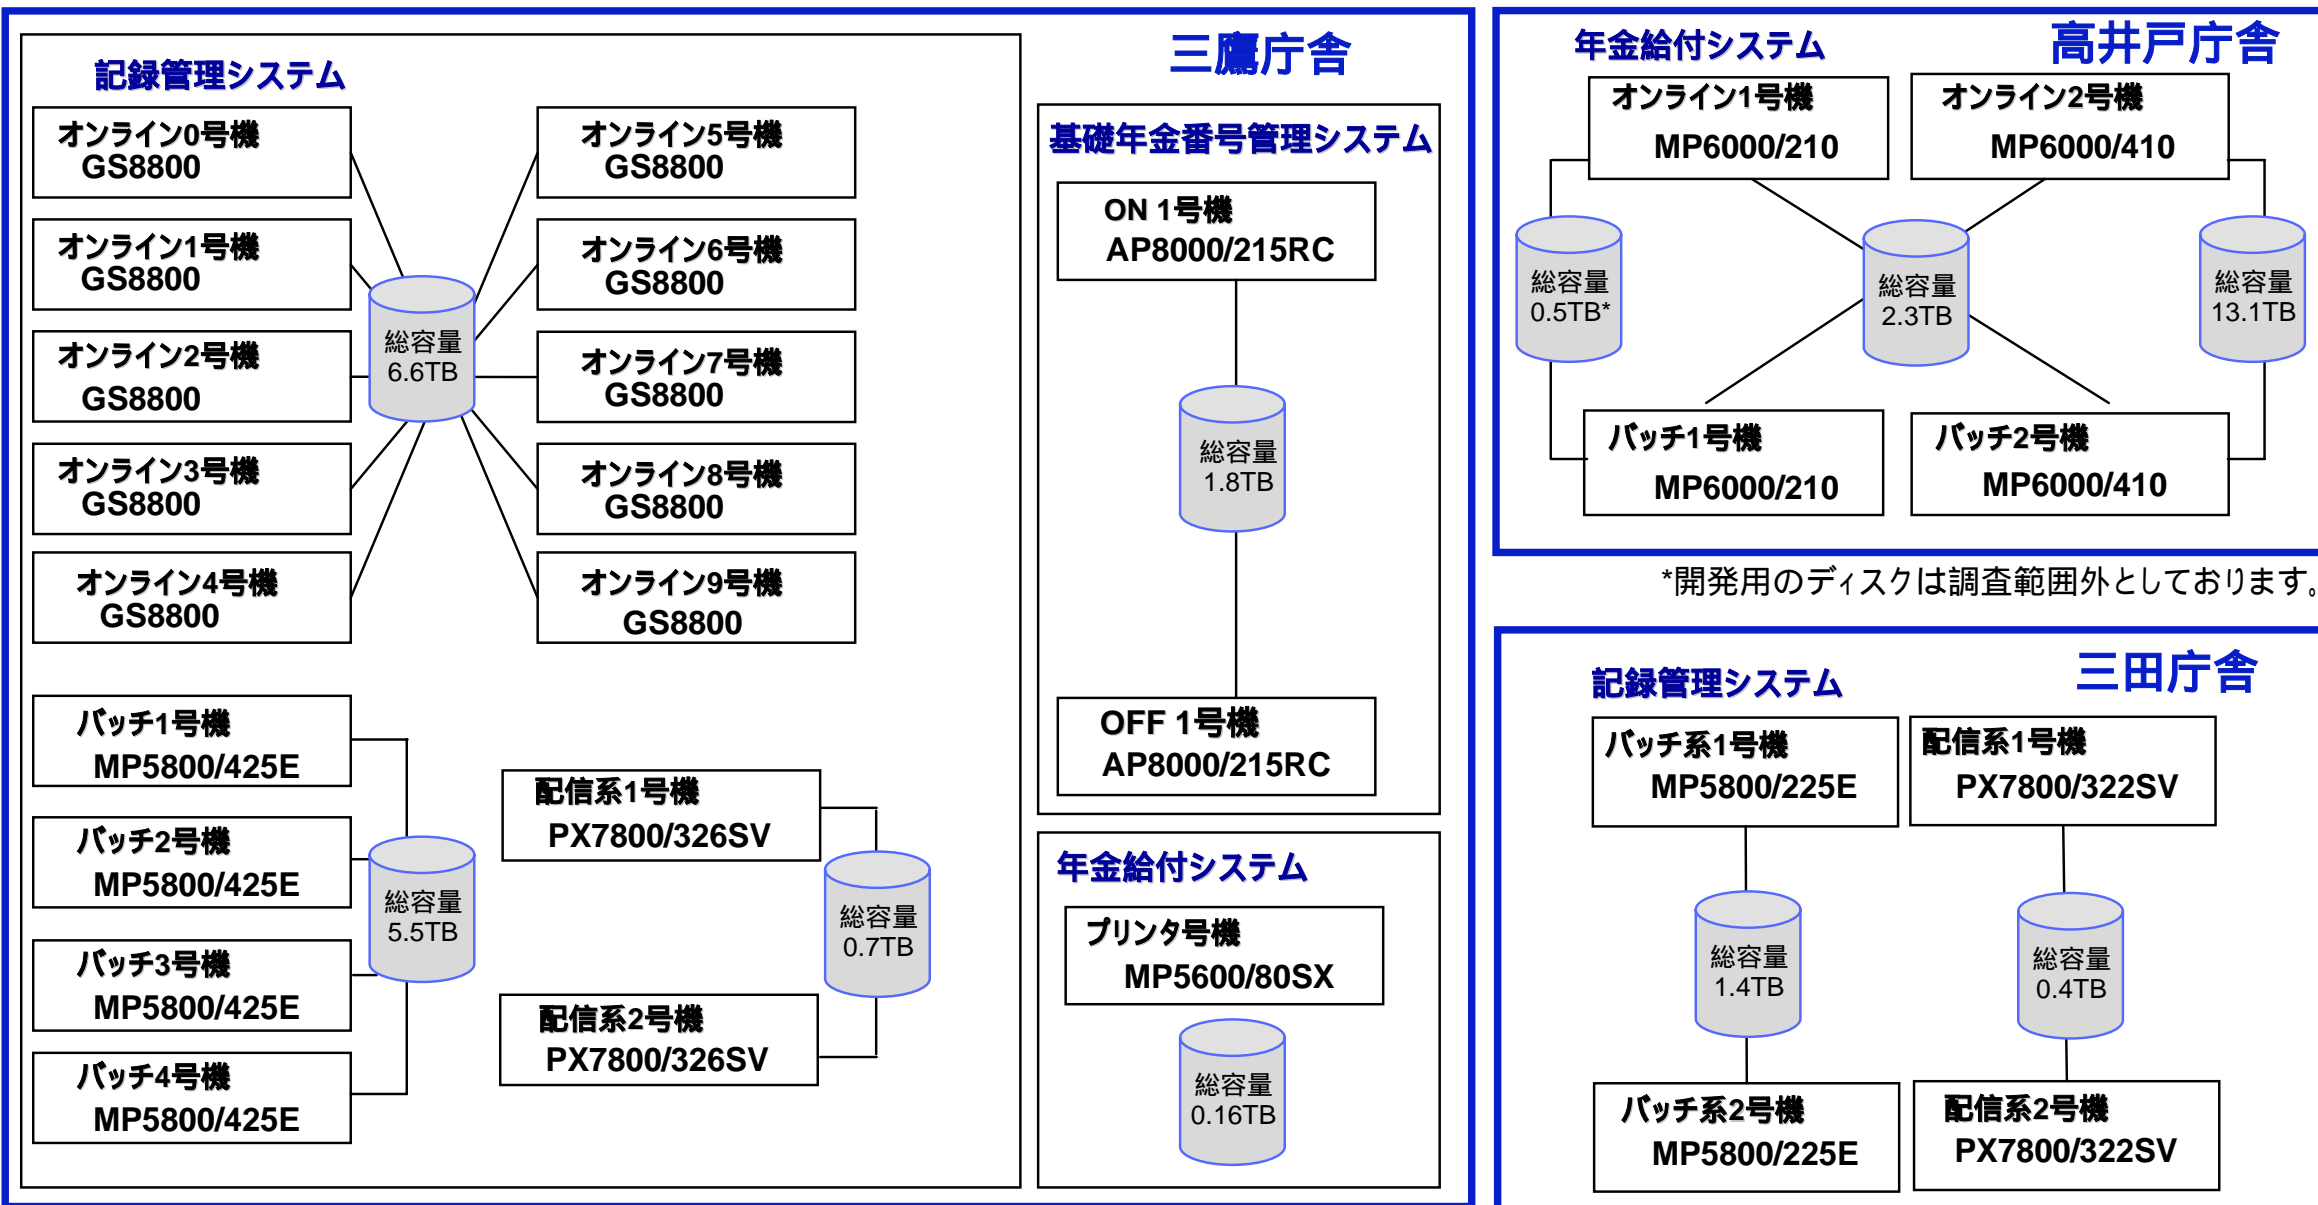 三鷹庁舎
記録管理システム
オンライン0号機
GS8800
オンライン1号機
GS8800
オンライン2号機
GS8800
オンライン3号機
GS8800
オンライン4号機
GS8800
総容量
6.6TB
オンライン5号機
GS8800
オンライン6号機
GS8800
オンライン7号機
GS8800
オンライン8号機
GS8800
オンライン9号機
GS8800
バッチ1号機
MP5800/425E
バッチ2号機
MP5800/425E
バッチ3号機
MP5800/425E
バッチ4号機
MP5800/425E
総容量
5.5TB
配信系1号機
PX7800/326SV
総容量
0.7TB
配信系2号機
PX7800/326SV
基礎年金番号管理システム
ON 1号機
AP8000/215RC
総容量
1.8TB
OFF 1号機
AP8000/215RC
年金給付システム
プリンタ号機
MP5600/80SX
総容量
0.16TB
高井戸庁舎
年金給付システム
オンライン1号機
MP6000/210
オンライン2号機
MP6000/410
総容量
0.5TB*
総容量
2.3TB
総容量
13.1TB
バッチ1号機
MP6000/210
バッチ2号機
MP6000/410
*開発用のディスクは調査範囲外としております。
三田庁舎
記録管理システム
バッチ系1号機
MP5800/225E
配信系1号機
PX7800/322SV
総容量
1.4TB
総容量
0.4TB
バッチ系2号機
MP5800/225E
配信系2号機
PX7800/322SV